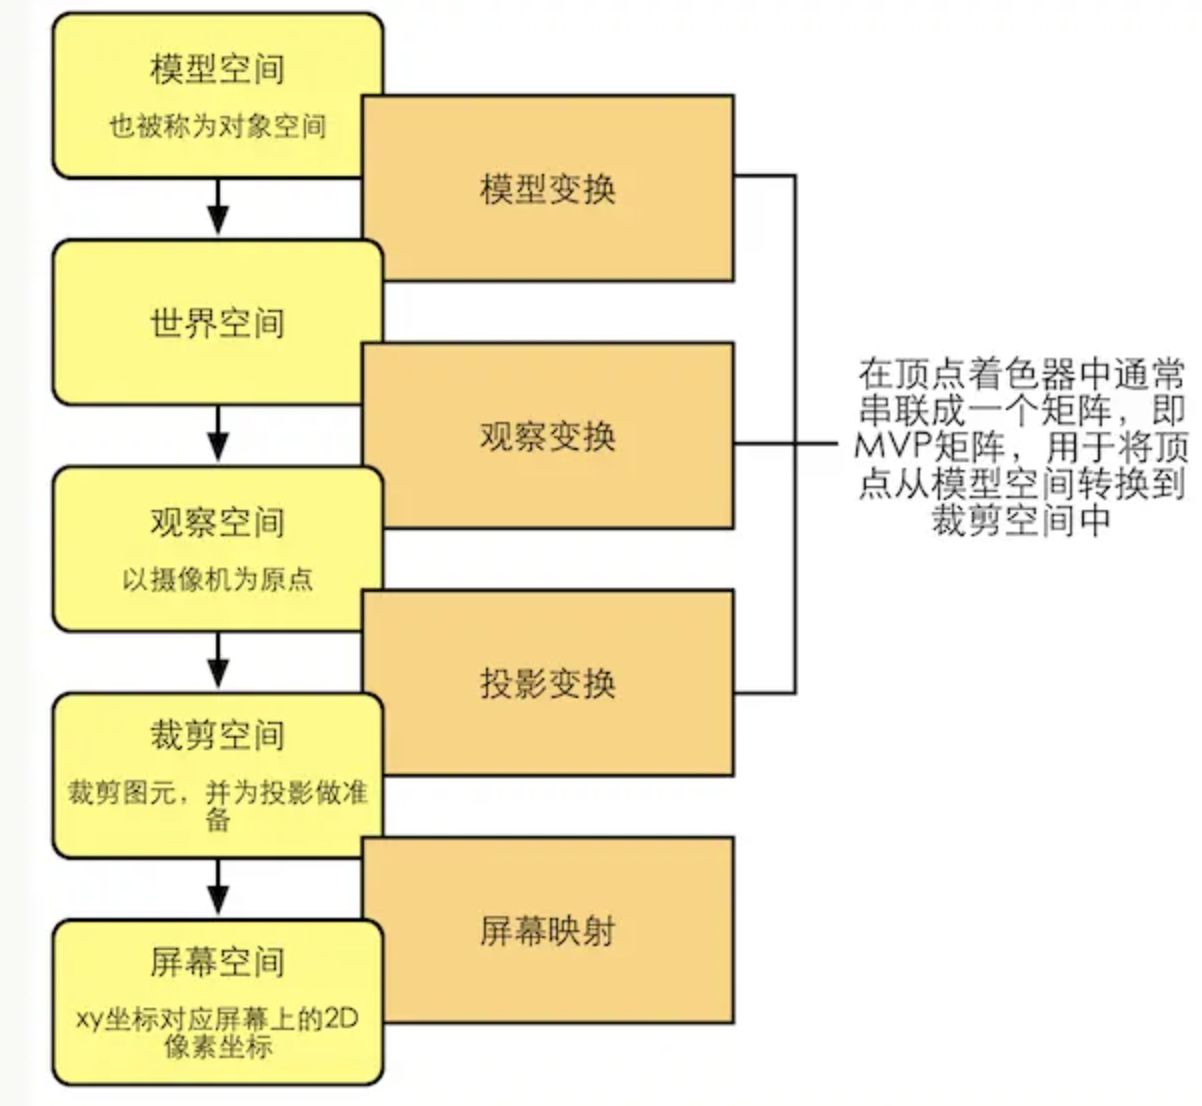 模型空间
也被称为对象空间
模型变换
世界空间
观察变换
观察空间
以摄像机为原点
投影变换
裁剪空间
裁剪图元，并为投影做准
备
屏幕映射
屏幕空间
xy坐标对应屏幕上的2D
像素坐标
在顶点着色器中通常
串联成一个矩阵，即
MVP矩阵，用于将顶
点从模型空间转换到
裁剪空间中